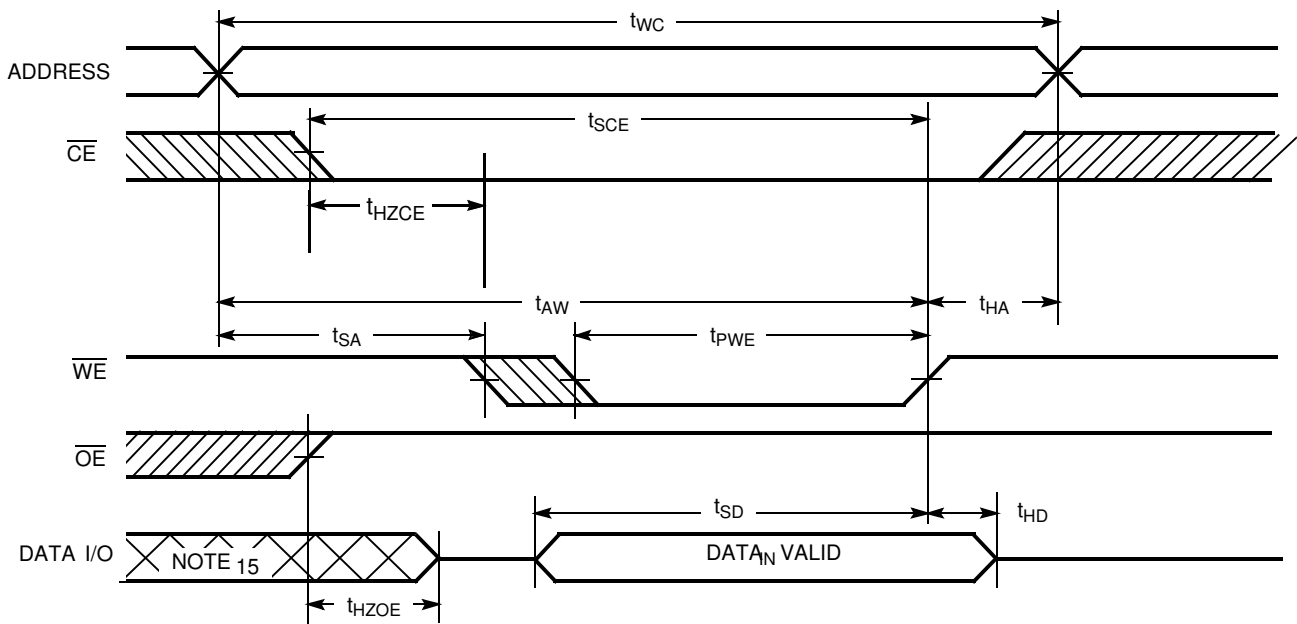 tWC
ADDRESS
tSCE
CE
tHZCE
tAW
tHA
tSA
tPWE
WE
OE
tSD
tHD
DATA I/O
NOTE 15
DATAIN VALID
tHZOE